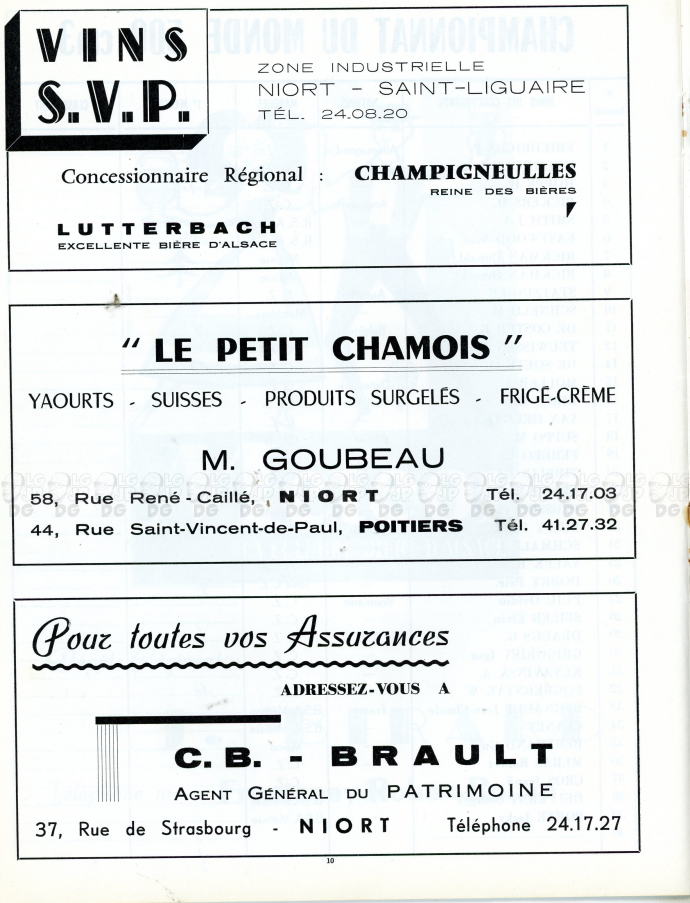 VINS
S.V.P.
ZONE INDUSTRIELLE
NIORT - SAINT-LIGUAIRE
TÉL. 24.08.20
Concessionnaire Régional : CHAMPIGNEULLES
REINE DES BIÈRES
LUTTERBACH
EXCELLENTE BIÈRE D'ALSACE
" LE PETIT CHAMOIS "
YAOURTS - SUISSES - PRODUITS SURGELÉS - FRIGÉ-CRÈME
M. GOUBEAU
58, Rue René-Caillé, NIORT Tél. 24.17.03
44, Rue Saint-Vincent-de-Paul, POITIERS Tél. 41.27.32
Pour toutes vos Assurances
ADRESSEZ-VOUS A
C.B. - BRAULT
AGENT GÉNÉRAL DU PATRIMOINE
37, Rue de Strasbourg - NIORT Téléphone 24.17.27
10